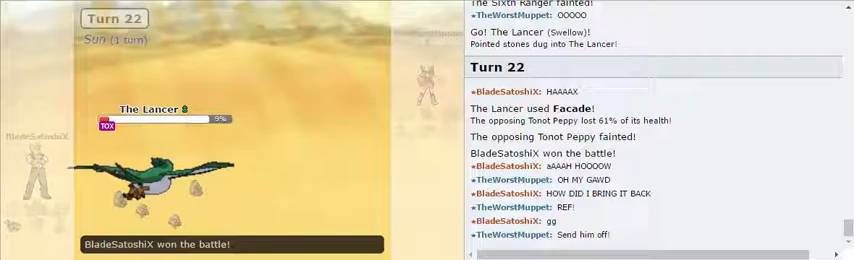 Turn 22
Sun (1 turn)
The Lancer
9%
TOX
BladeSatoshiX
BladeSatoshiX won the battle!
The Sixth Ranger fainted!
★TheWorstMuppet: OOOOO
Go! The Lancer (Swellow)!
Pointed stones dug into The Lancer!
Turn 22
★BladeSatoshiX: HAAAAX
The Lancer used Facade!
The opposing Tonot Peppy lost 61% of its health!
The opposing Tonot Peppy fainted!
BladeSatoshiX won the battle!
★BladeSatoshiX: aAAAH HOOOOW
★TheWorstMuppet: OH MY GAWD
★BladeSatoshiX: HOW DID I BRING IT BACK
★TheWorstMuppet: REF!
★BladeSatoshiX: gg
★TheWorstMuppet: Send him off!